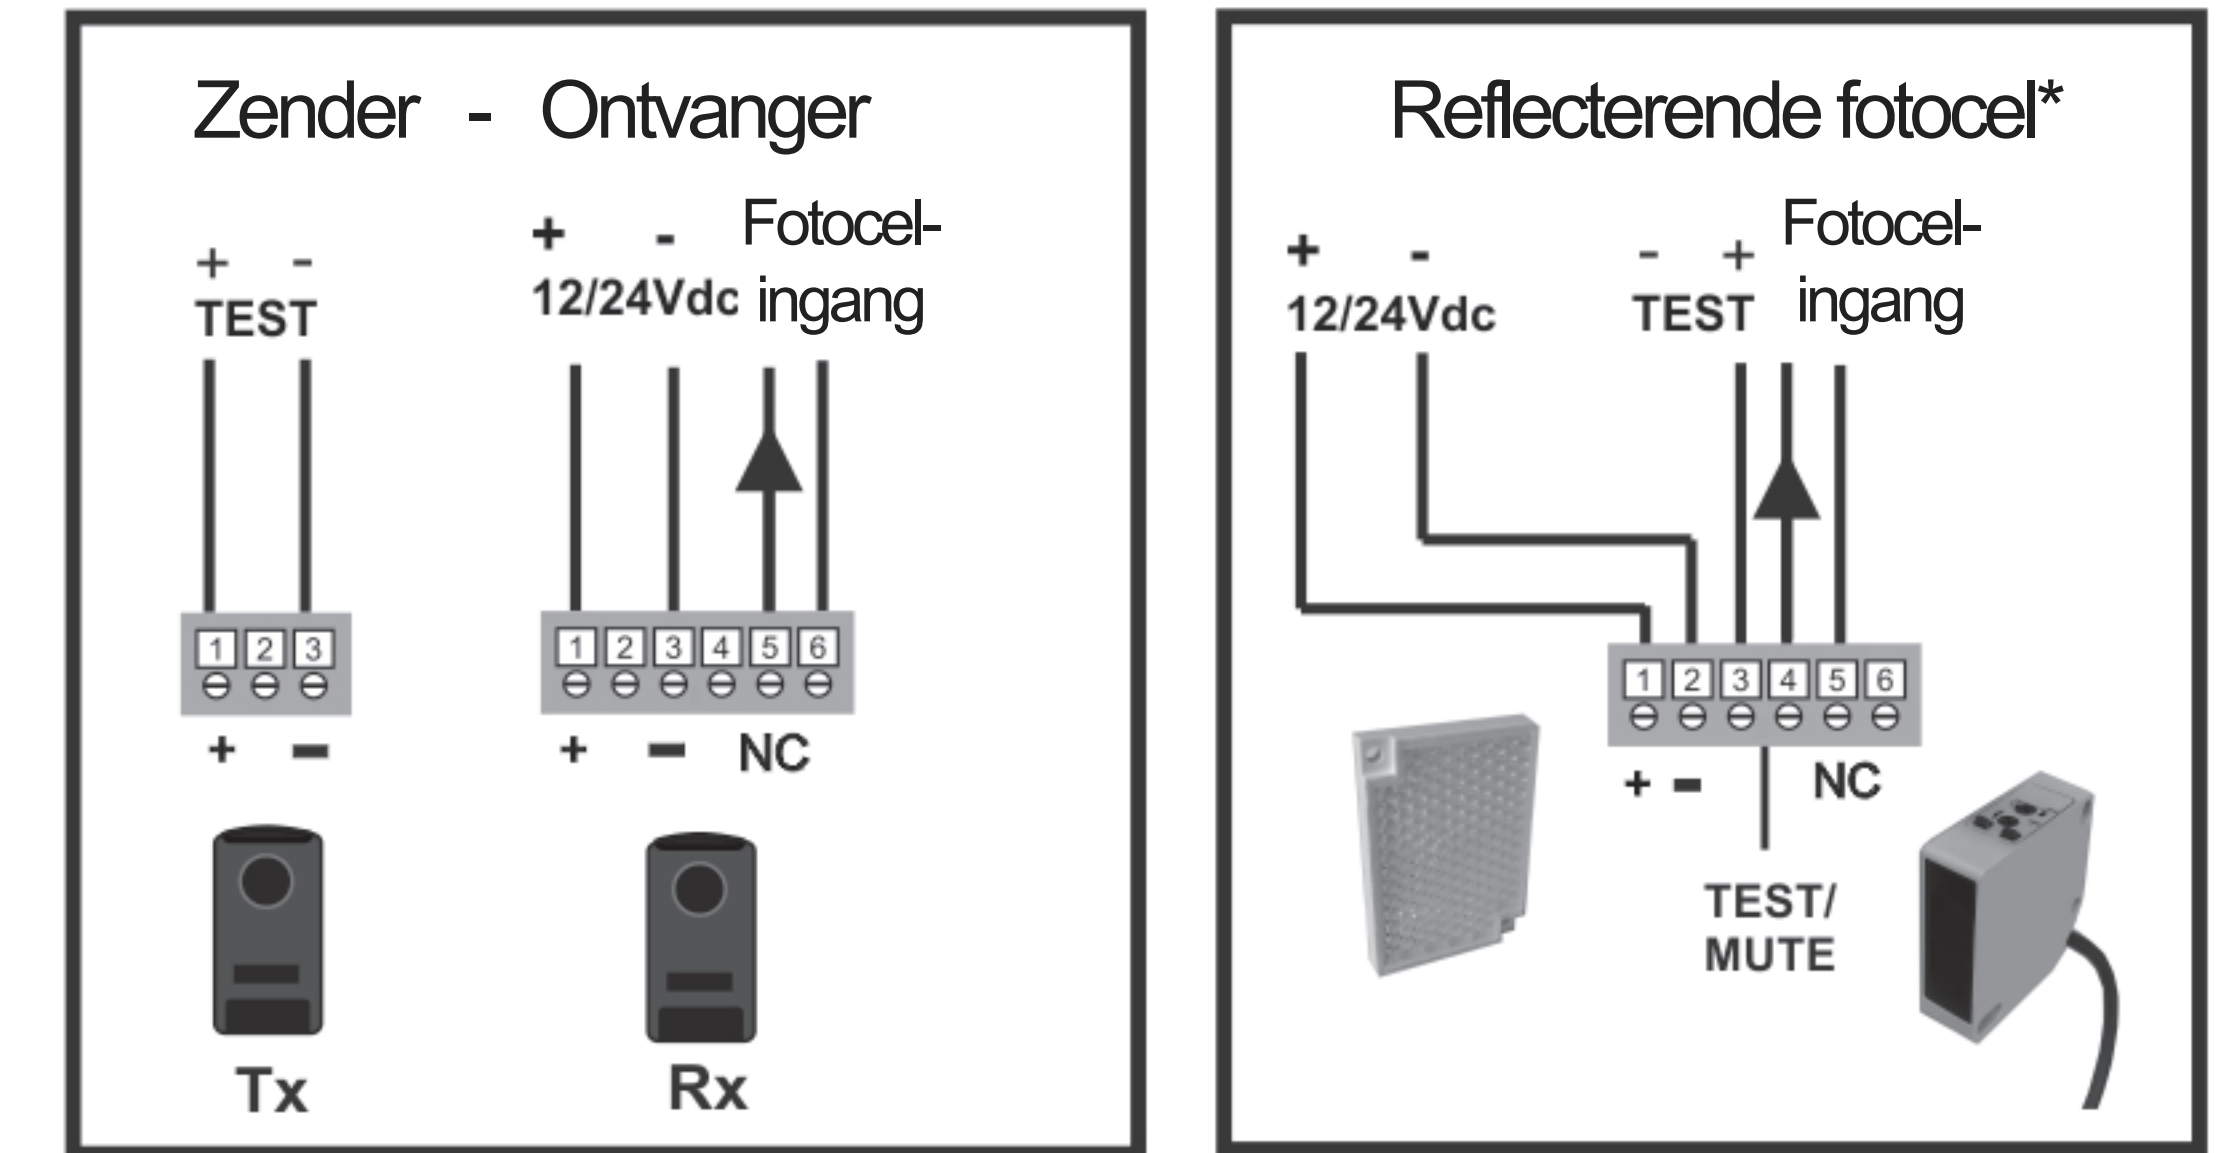 Zender - Ontvanger
+ -
TEST
+ - Fotocel-
12/24Vdc ingang
1 2 3
+ -
1 2 3 4 5 6
+ - NC
Tx
Rx
Reflecterende fotocel*
+ -
12/24Vdc
- +
TEST
Fotocel-
ingang
1 2 3 4 5 6
+ - NC
TEST/
MUTE